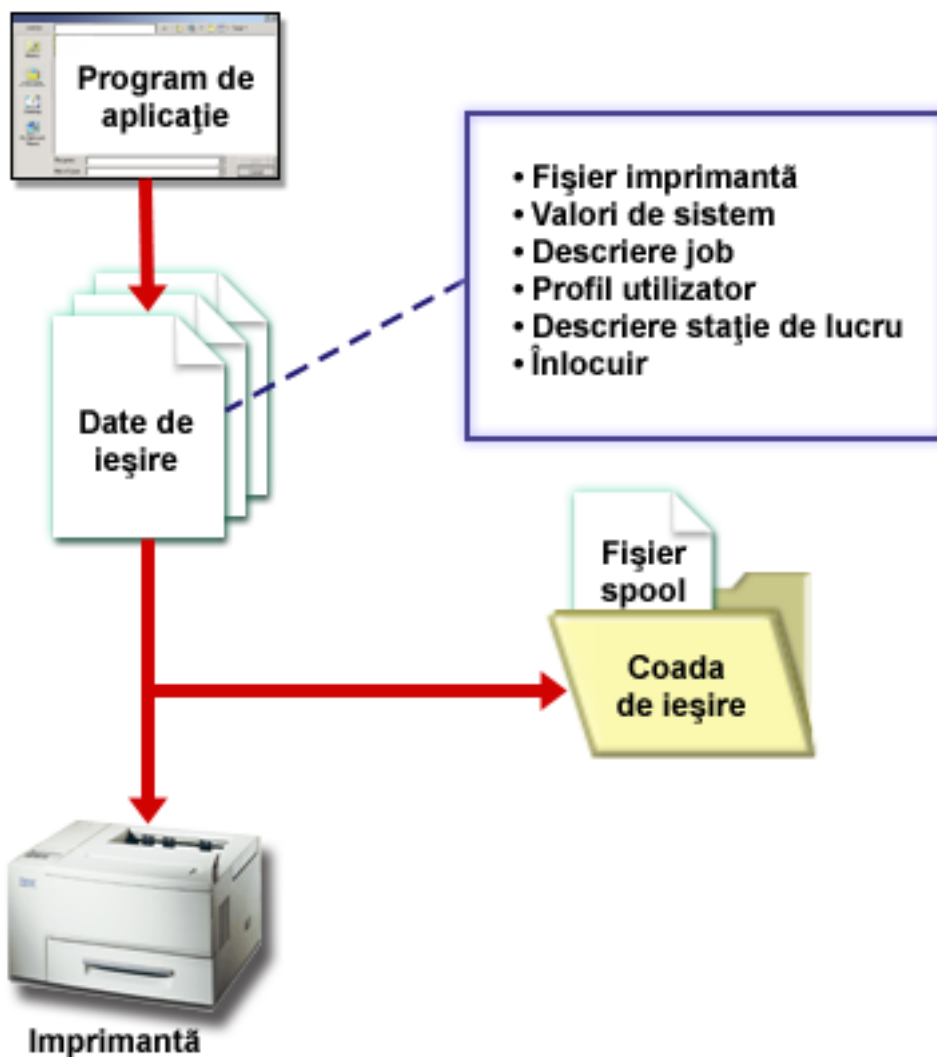 Program de
aplicaţie
• Fişier imprimantă
• Valori de sistem
• Descriere job
• Profil utilizator
• Descriere staţie de lucru
• Înlocuir
Date de
ieşire
Fişier
spool
Coada
de ieşire
Imprimantă